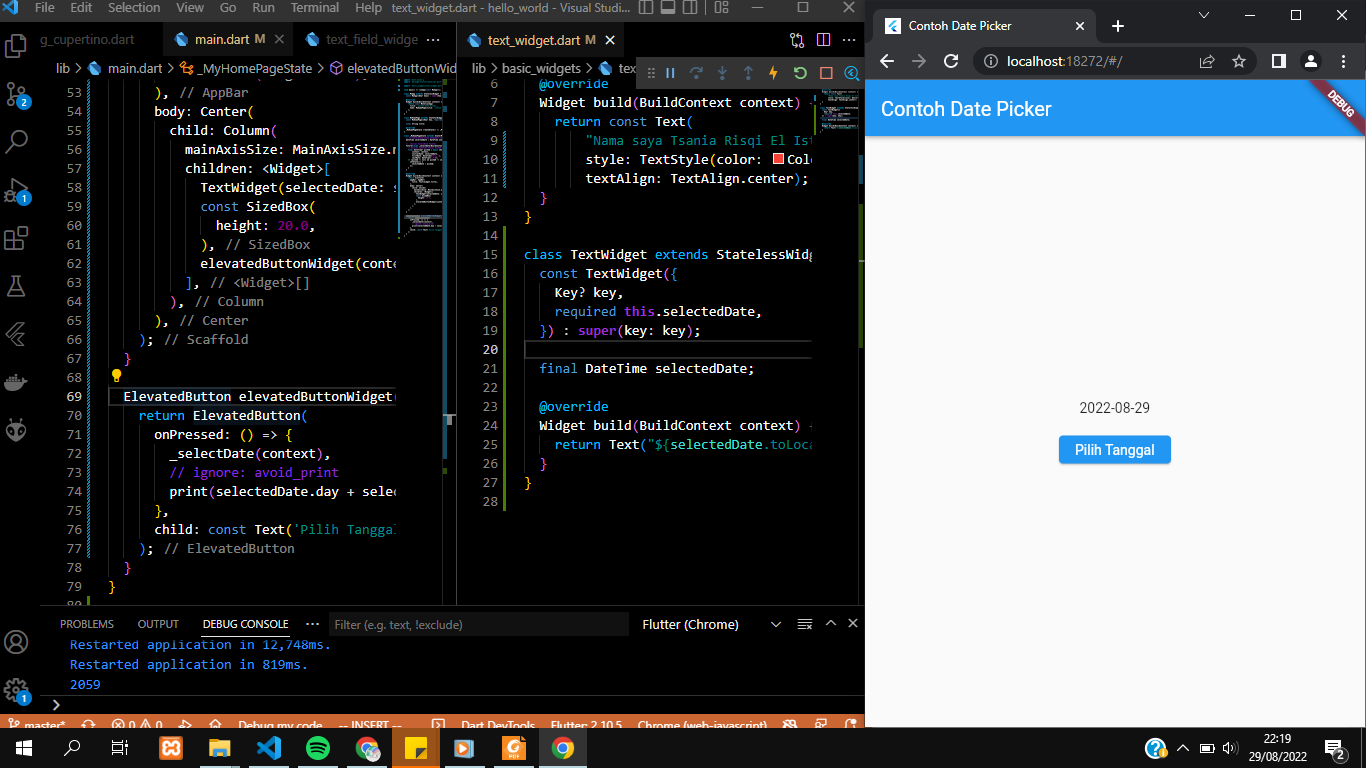 File Edit Selection View Go Run Terminal Help text_widget.dart - hello_world - Visual Studi...
g_cupertino.dart main.dart M text_field_widge ...
lib > main.dart > _MyHomePageState > elevatedButtonWid
53 ), // AppBar
54 body: Center(
55 child: Column(
56 mainAxisSize: MainAxisSize.
57 children: <Widget>[
58 TextWidget(selectedDate:
59 const SizedBox(
60 height: 20.0,
61 ), // SizedBox
62 elevatedButtonWidget(conte
63 ], // <Widget>[]
64 ), // Column
65 ), // Center
66 ); // Scaffold
67 }
68
69 ElevatedButton elevatedButtonWidget(
70 return ElevatedButton(
71 onPressed: () => {
72 _selectDate(context),
73 // ignore: avoid_print
74 print(selectedDate.day + selec
75 },
76 child: const Text('Pilih Tanggal
77 ); // ElevatedButton
78 }
79 }
80
text_widget.dart M
lib > basic_widgets > tex
6 @override
7 Widget build(BuildContext context) {
8 return const Text(
9 "Nama saya Tsania Risqi El Ist
10 style: TextStyle(color: Colo
11 textAlign: TextAlign.center);
12 }
13 }
14
15 class TextWidget extends StatelessWidg
16 const TextWidget({
17 Key? key,
18 required this.selectedDate,
19 }) : super(key: key);
20
21 final DateTime selectedDate;
22
23 @override
24 Widget build(BuildContext context) {
25 return Text("${selectedDate.toLoca
26 }
27 }
28
PROBLEMS OUTPUT DEBUG CONSOLE ... Filter (e.g. text, !exclude) Flutter (Chrome)
Restarted application in 12,748ms.
Restarted application in 819ms.
2059
>
master* 0 0 Debug my code -- INSERT -- Dart DevTools Flutter: 2.10.5 Chrome (web-javascript)
2
1
1
Contoh Date Picker
localhost:18272/#/
Contoh Date Picker
DEBUG
2022-08-29
Pilih Tanggal
22:19
29/08/2022
2